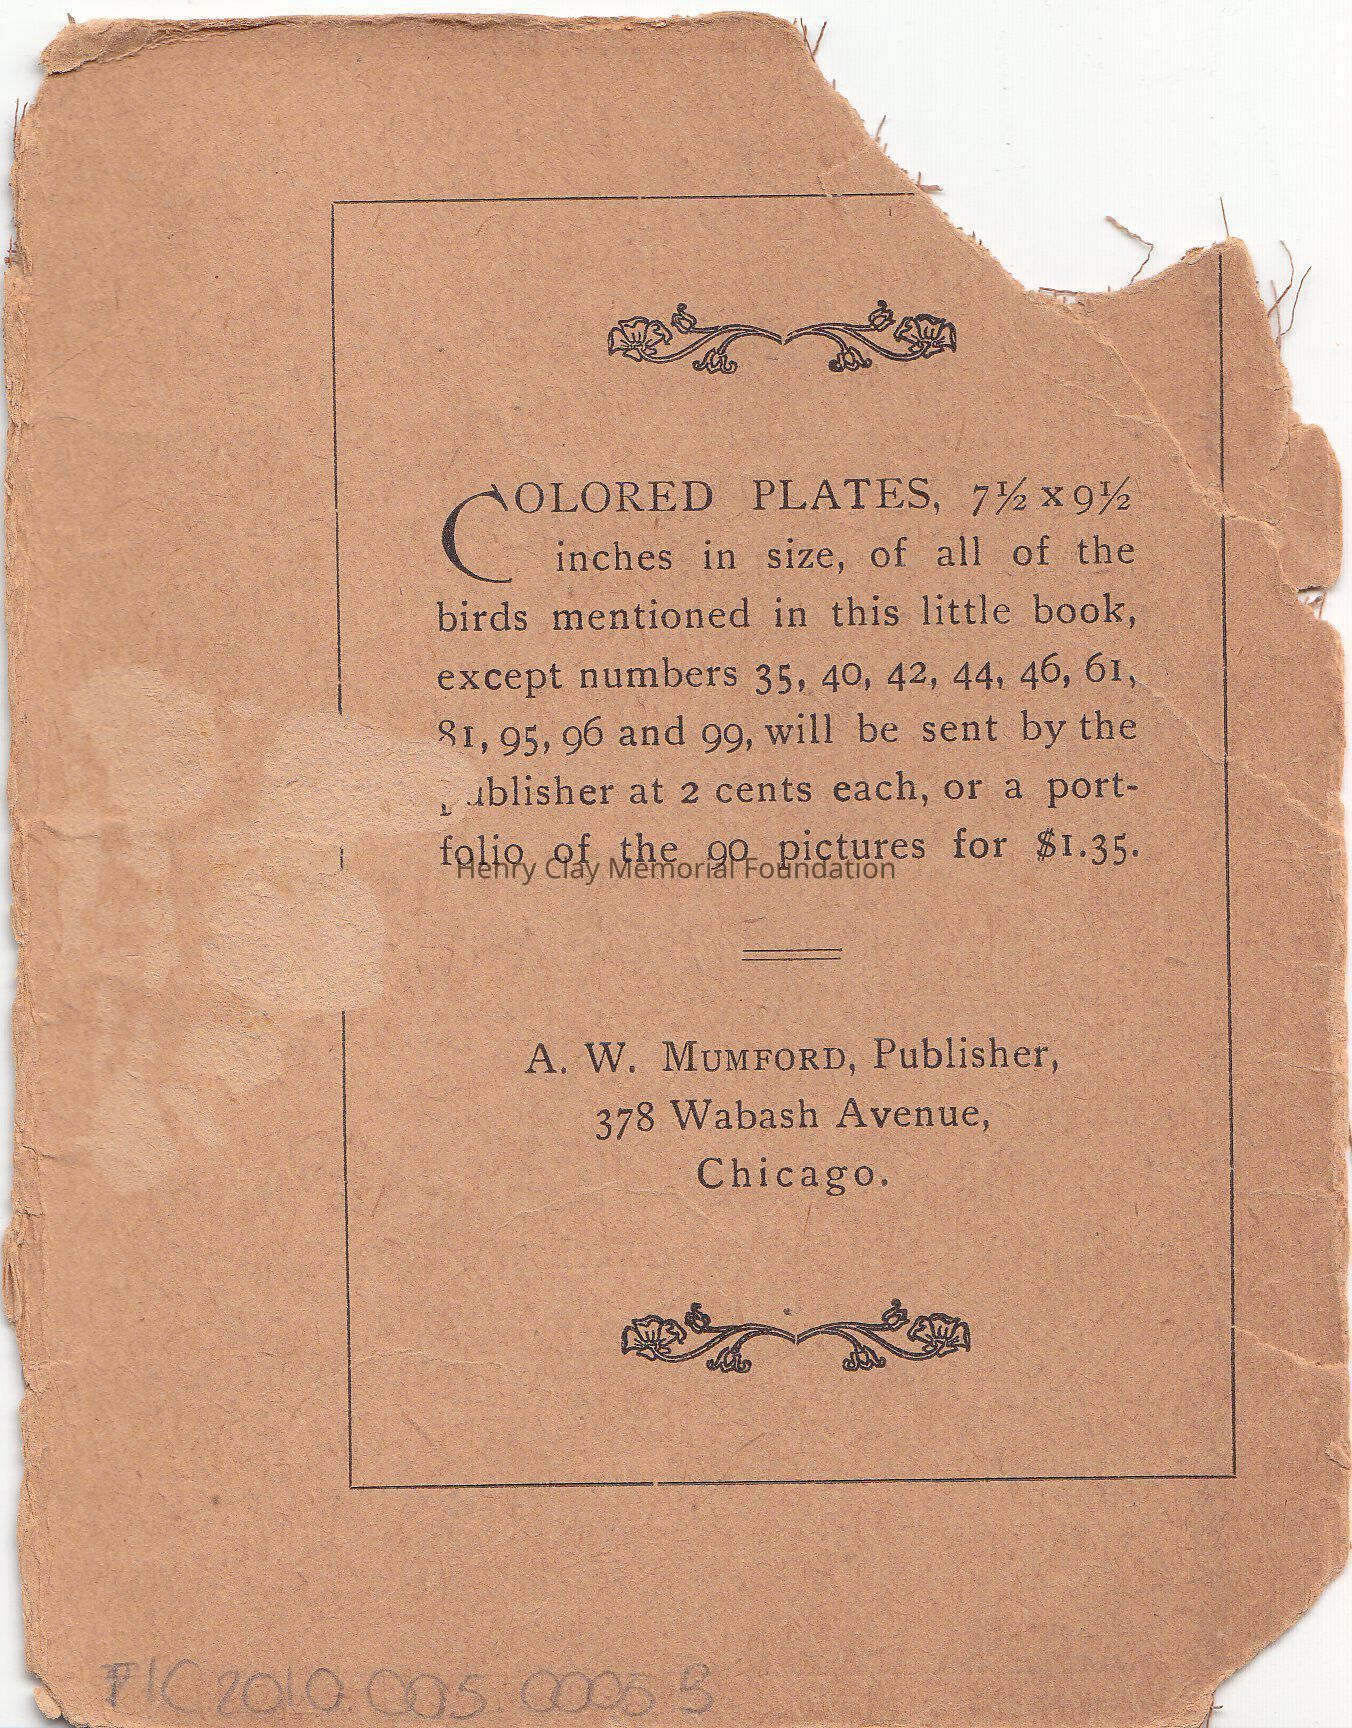 COLORED PLATES, 7½ x 9½
inches in size, of all of the
birds mentioned in this little book,
except numbers 35, 40, 42, 44, 46, 61,
81, 95, 96 and 99, will be sent by the
publisher at 2 cents each, or a port-
folio of the 90 pictures for $1.35.
Henry Clay Memorial Foundation
A. W. MUMFORD, Publisher,
378 Wabash Avenue,
Chicago.
2010.005.0005